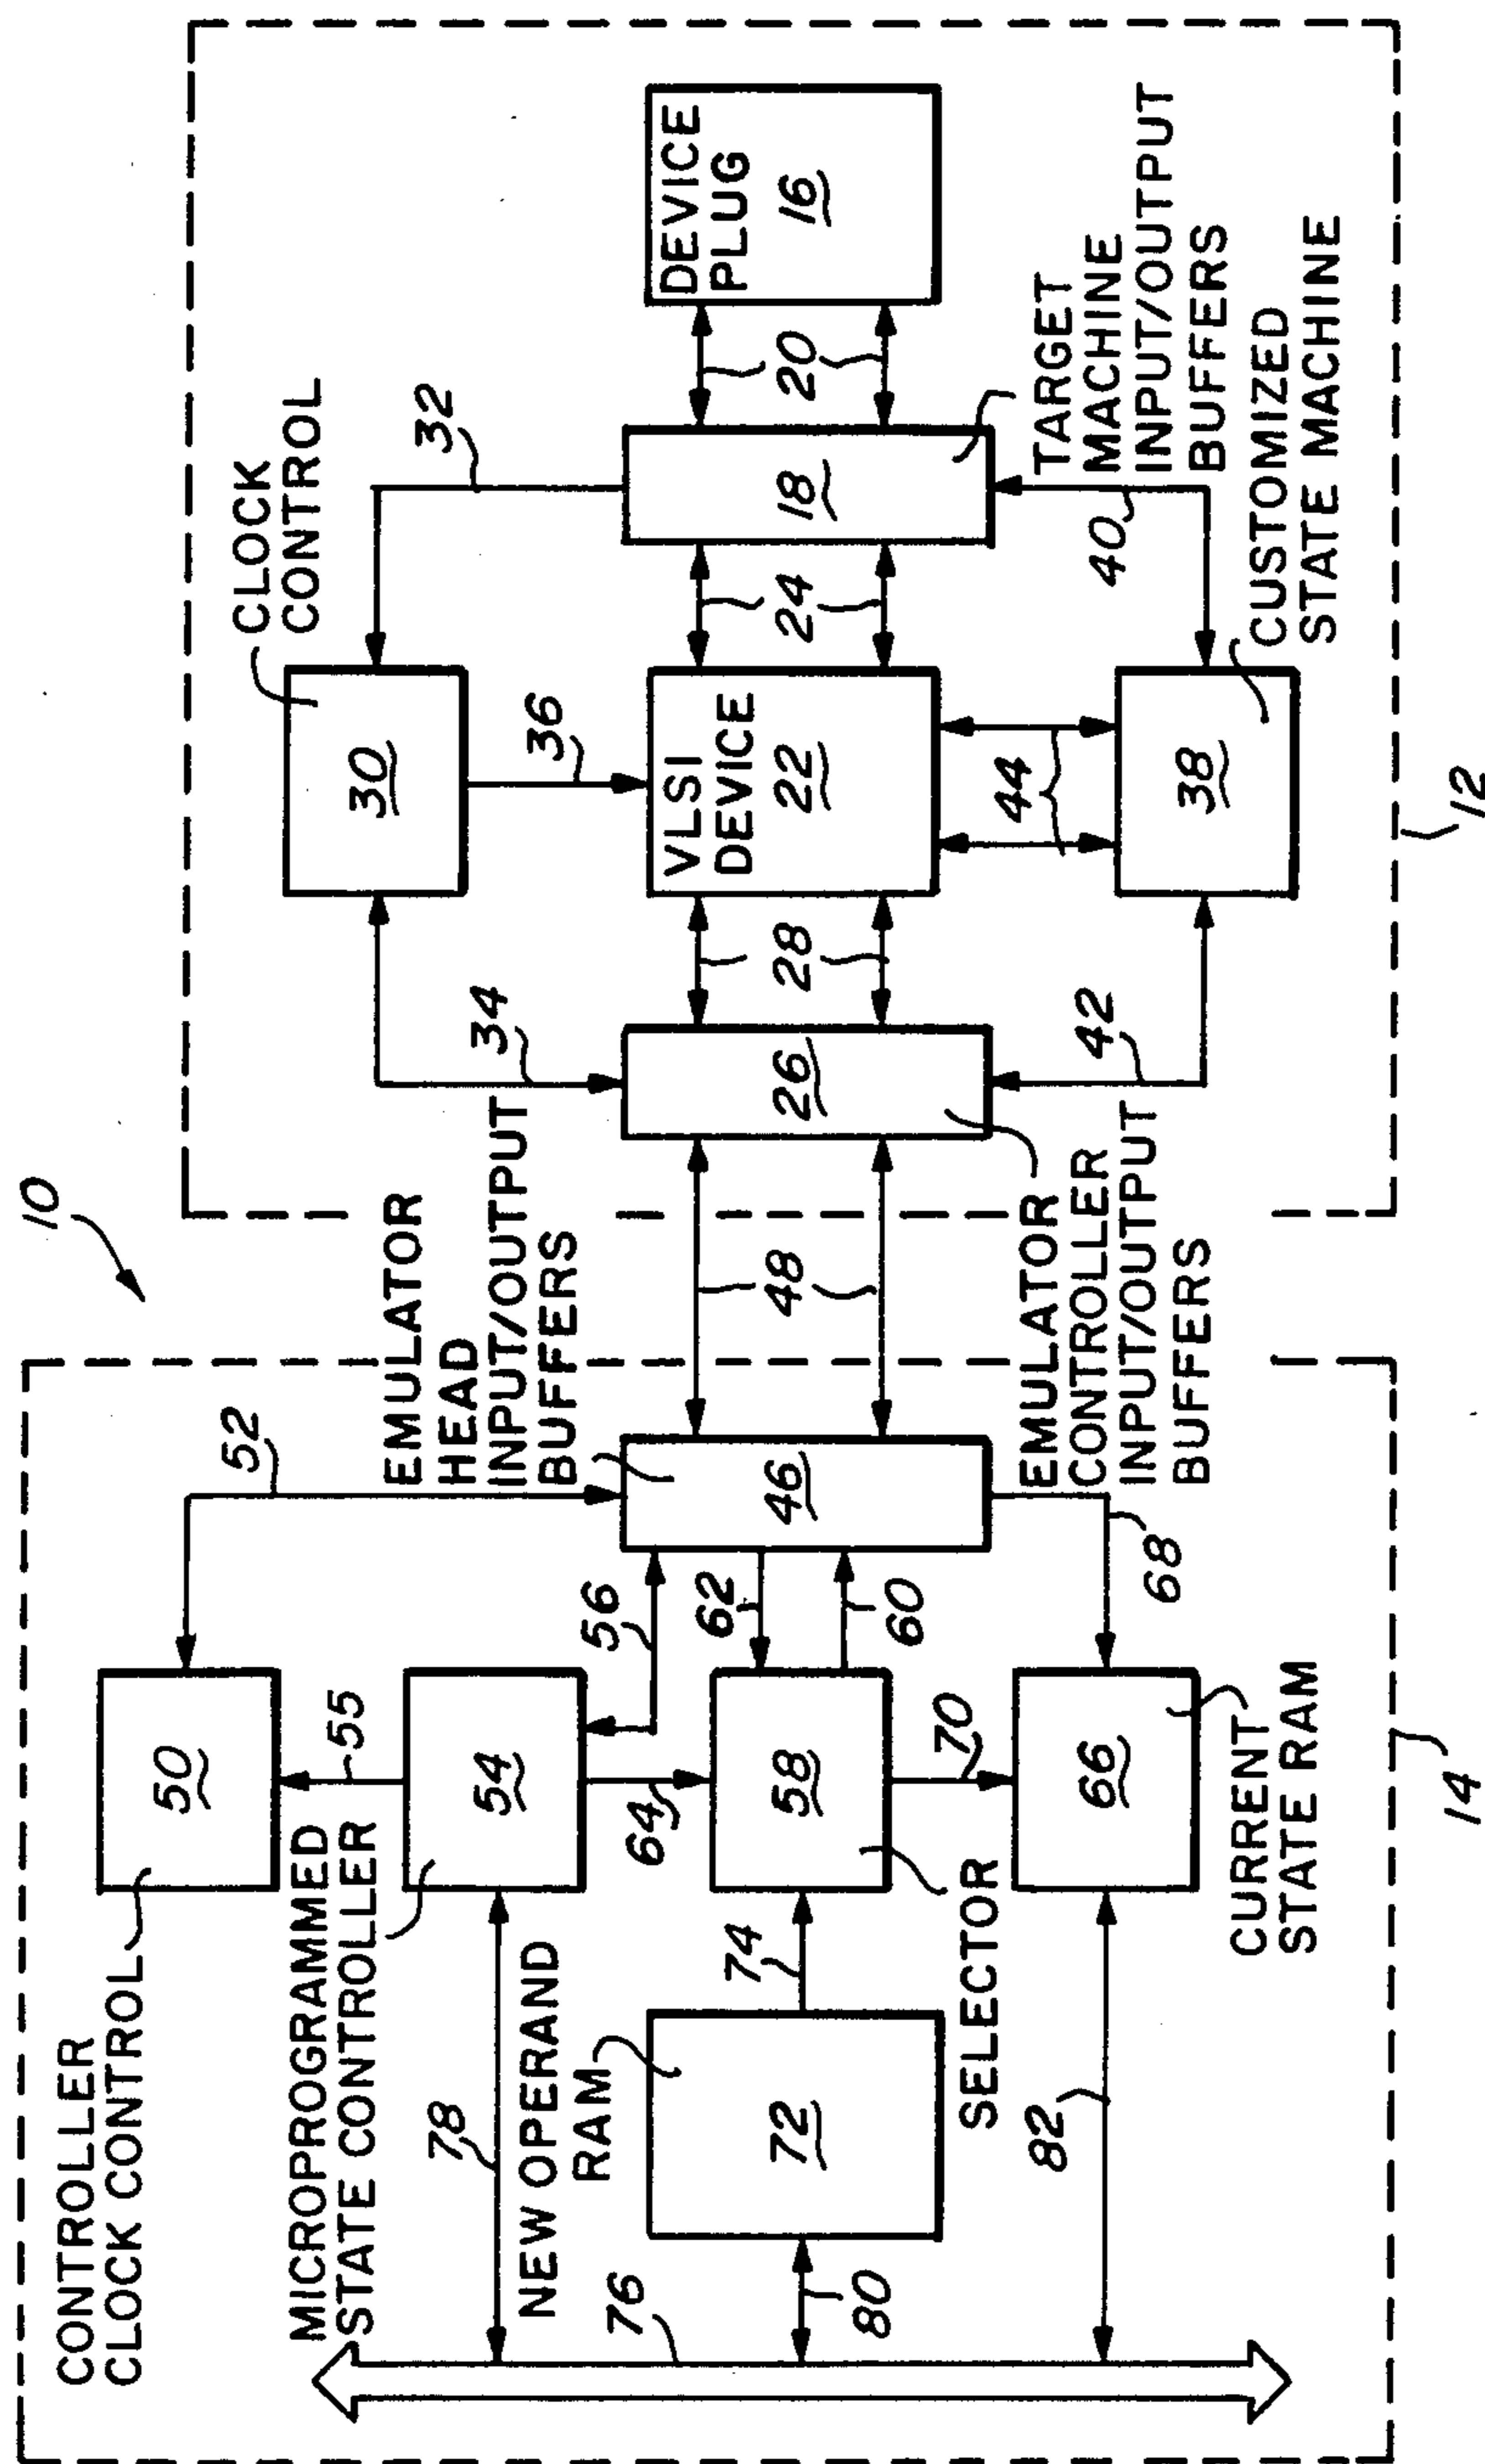 10
CONTROLLER
CLOCK CONTROL
50
52
55
MICROPROGRAMMED
STATE CONTROLLER
54
56
78
64
NEW OPERAND
RAM
72
74
76
80
SELECTOR
58
62
60
70
66
68
82
CURRENT
STATE RAM
14
EMULATOR
HEAD
INPUT/OUTPUT
BUFFERS
46
48
EMULATOR
CONTROLLER
INPUT/OUTPUT
BUFFERS
26
34
42
28
CLOCK
CONTROL
30
32
36
VLSI
DEVICE
22
24
44
38
40
CUSTOMIZED
STATE MACHINE
18
TARGET
MACHINE
INPUT/OUTPUT
BUFFERS
20
DEVICE
PLUG
16
12